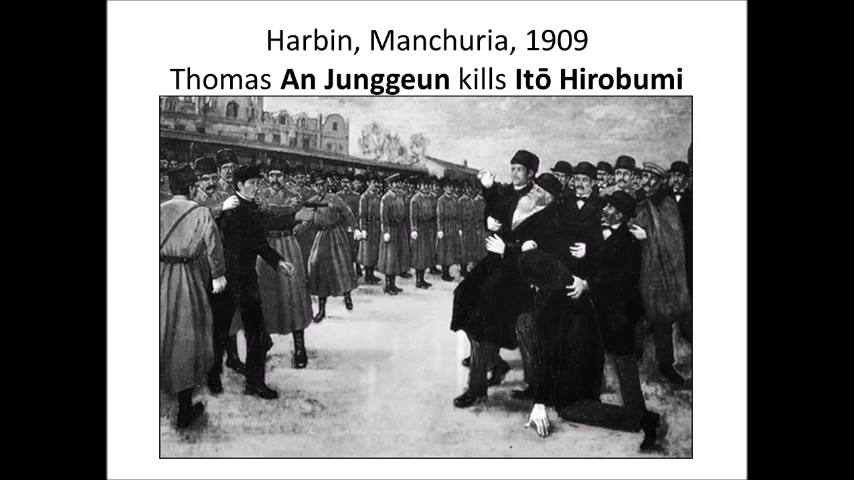 Harbin, Manchuria, 1909
Thomas An Junggeun kills Itō Hirobumi